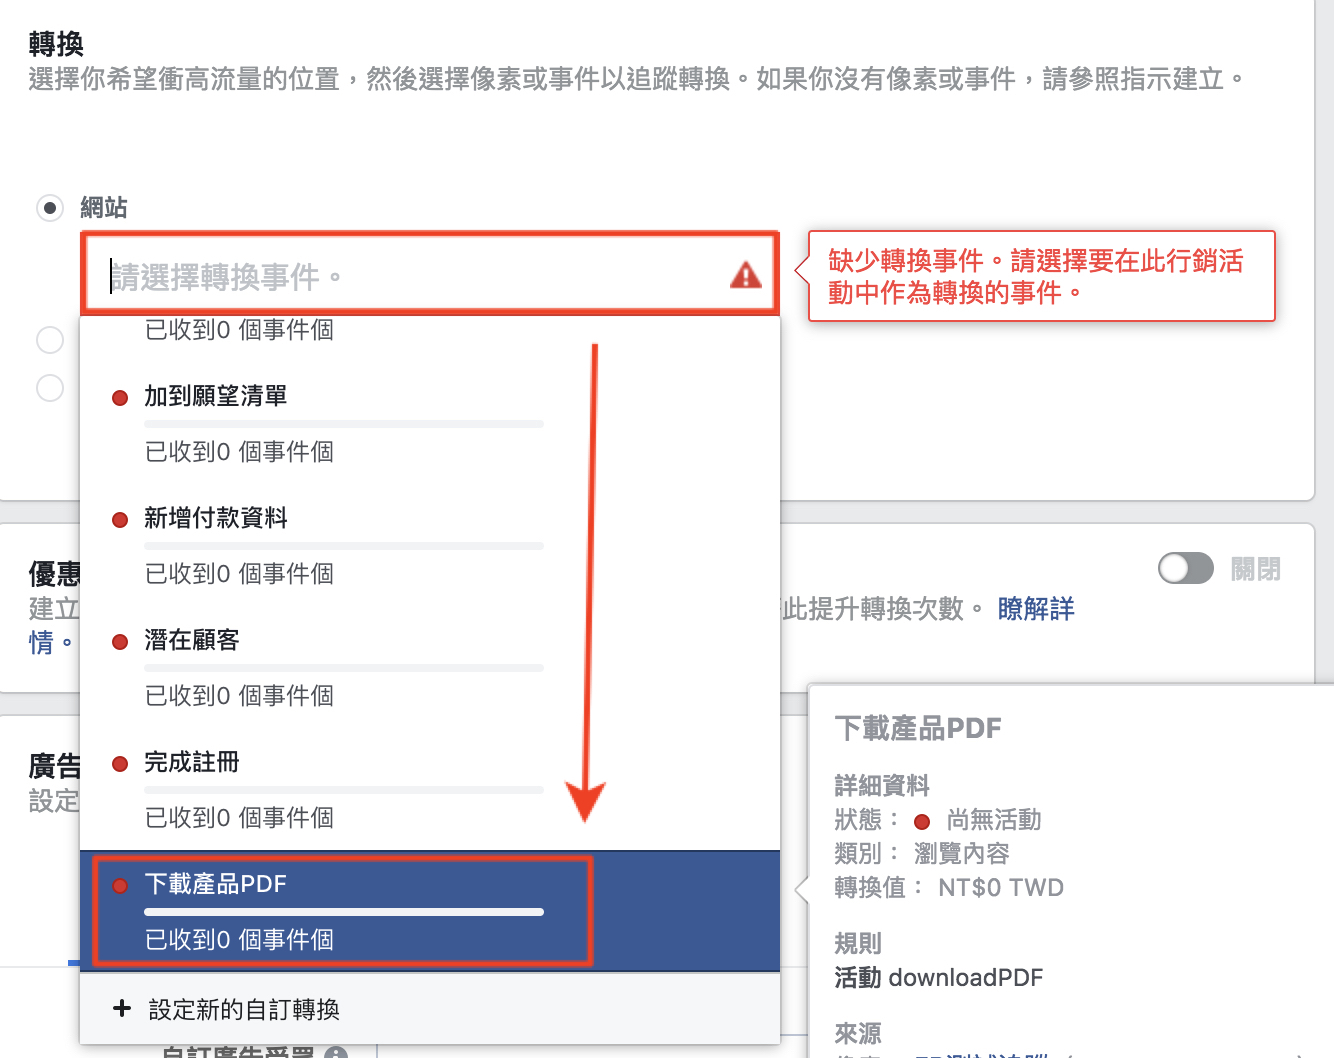 轉換
選擇你希望衝高流量的位置，然後選擇像素或事件以追蹤轉換。如果你沒有像素或事件，請參照指示建立。
網站
請選擇轉換事件。
缺少轉換事件。請選擇要在此行銷活
動中作為轉換的事件。
已收到0 個事件個
加到願望清單
已收到0 個事件個
新增付款資料
已收到0 個事件個
潛在顧客
已收到0 個事件個
完成註冊
已收到0 個事件個
下載產品PDF
已收到0 個事件個
+ 設定新的自訂轉換
優惠
關閉
建立
此提升轉換次數。 瞭解詳
情。
廣告
設定
下載產品PDF
詳細資料
狀態： 尚無活動
類別： 瀏覽內容
轉換值： NT$0 TWD
規則
活動 downloadPDF
來源